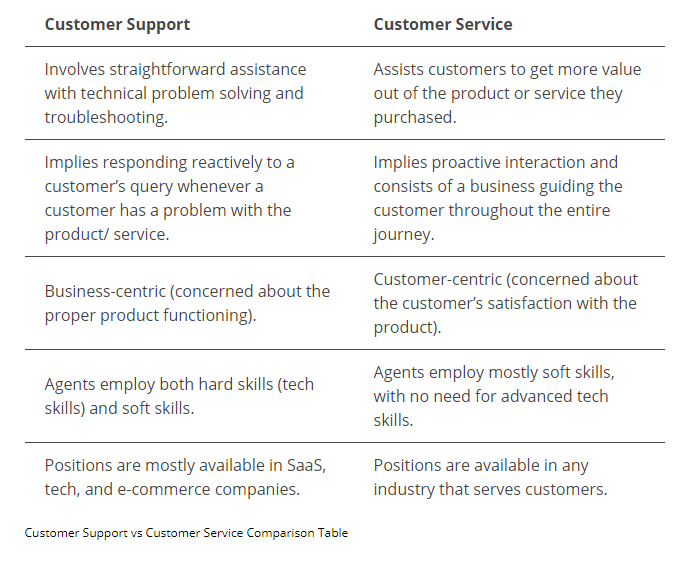 Customer Support
Customer Service
Involves straightforward assistance
with technical problem solving and
troubleshooting.
Assists customers to get more value
out of the product or service they
purchased.
Implies responding reactively to a
customer’s query whenever a
customer has a problem with the
product/ service.
Implies proactive interaction and
consists of a business guiding the
customer throughout the entire
journey.
Business-centric (concerned about the
proper product functioning).
Customer-centric (concerned about
the customer’s satisfaction with the
product).
Agents employ both hard skills (tech
skills) and soft skills.
Agents employ mostly soft skills,
with no need for advanced tech
skills.
Positions are mostly available in SaaS,
tech, and e-commerce companies.
Positions are available in any
industry that serves customers.
Customer Support vs Customer Service Comparison Table